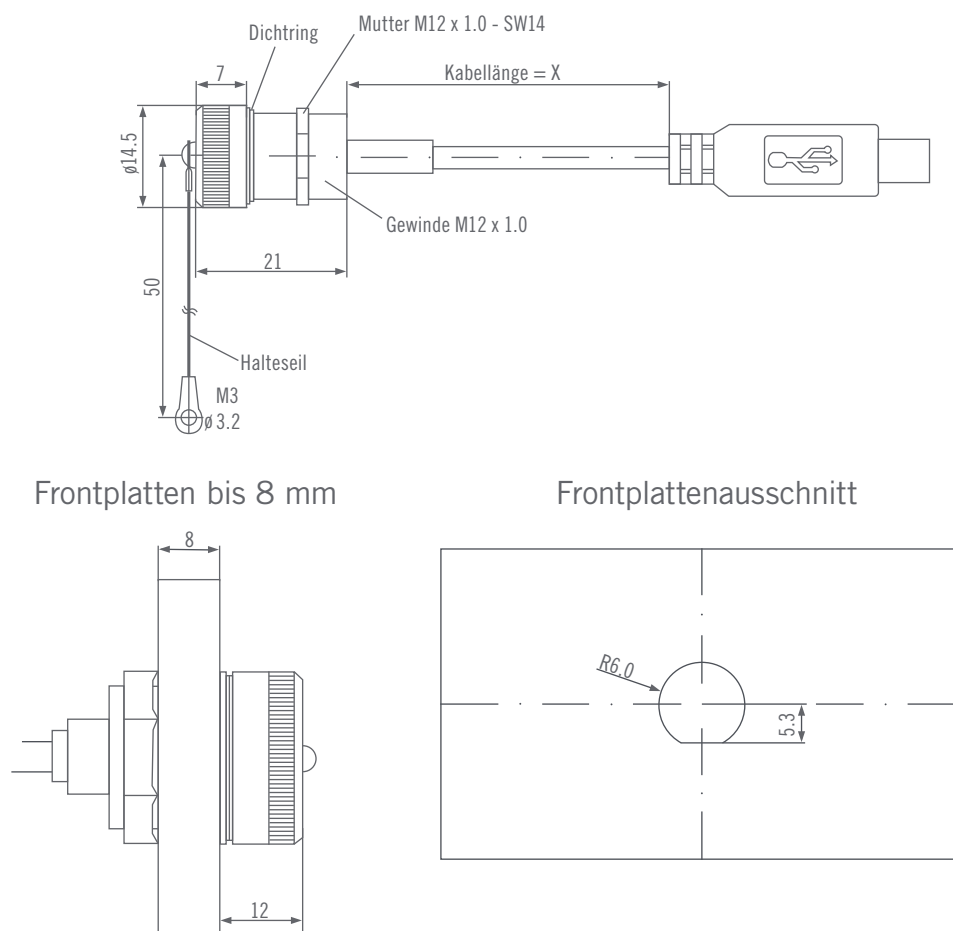 Mutter M12 x 1.0 - SW14
Dichtring
7
Kabellänge = X
ø14.5
Gewinde M12 x 1.0
21
50
Halteseil
M3
ø 3.2
Frontplatten bis 8 mm
Frontplattenausschnitt
8
R6.0
5.3
12